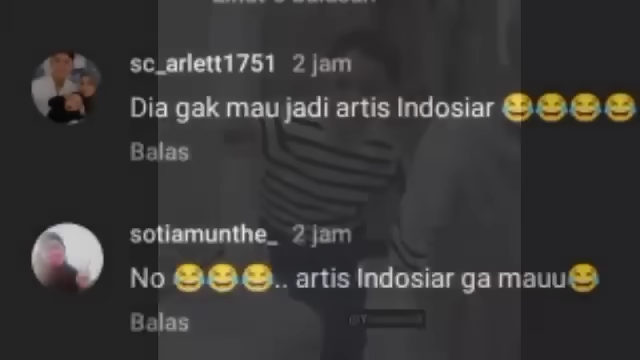 sc_arlett1751 2 jam
Dia gak mau jadi artis Indosiar 😂😂😂😂
Balas
sotiamunthe_ 2 jam
No 😂😂😂.. artis Indosiar ga mauu😂
Balas